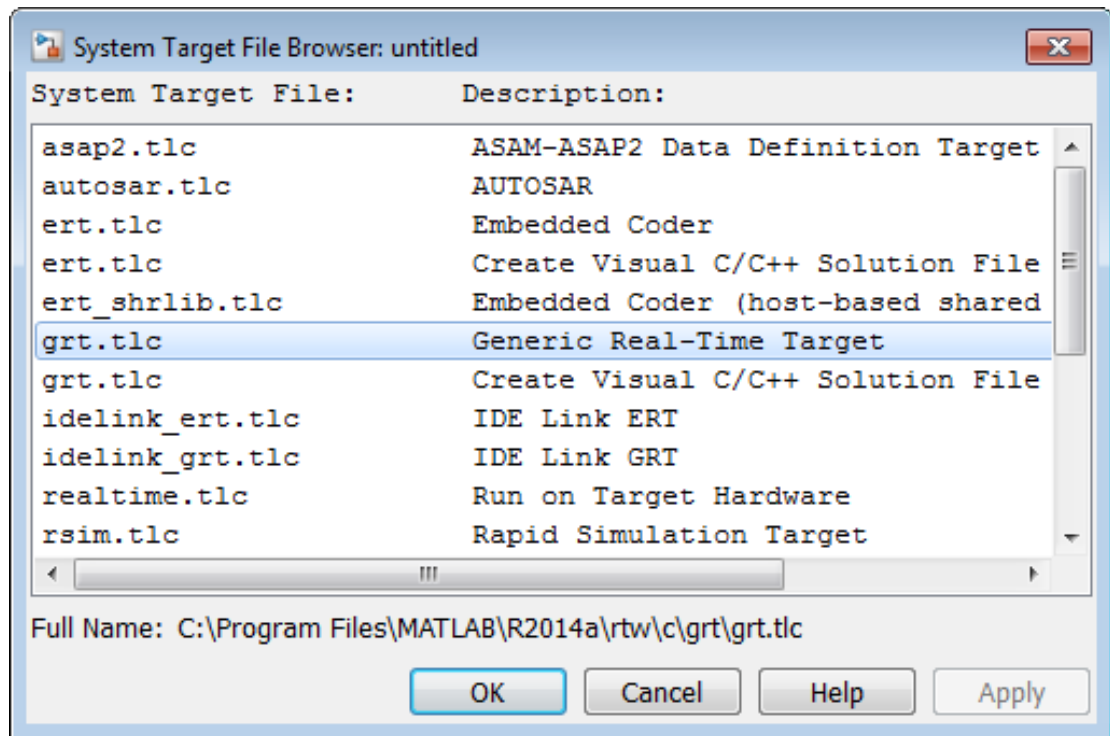 System Target File Browser: untitled
System Target File: Description:
asap2.tlc ASAM-ASAP2 Data Definition Target
autosar.tlc AUTOSAR
ert.tlc Embedded Coder
ert.tlc Create Visual C/C++ Solution File
ert_shrlib.tlc Embedded Coder (host-based shared
grt.tlc Generic Real-Time Target
grt.tlc Create Visual C/C++ Solution File
idelink_ert.tlc IDE Link ERT
idelink_grt.tlc IDE Link GRT
realtime.tlc Run on Target Hardware
rsim.tlc Rapid Simulation Target
Full Name: C:\Program Files\MATLAB\R2014a\rtw\c\grt\grt.tlc
OK Cancel Help Apply